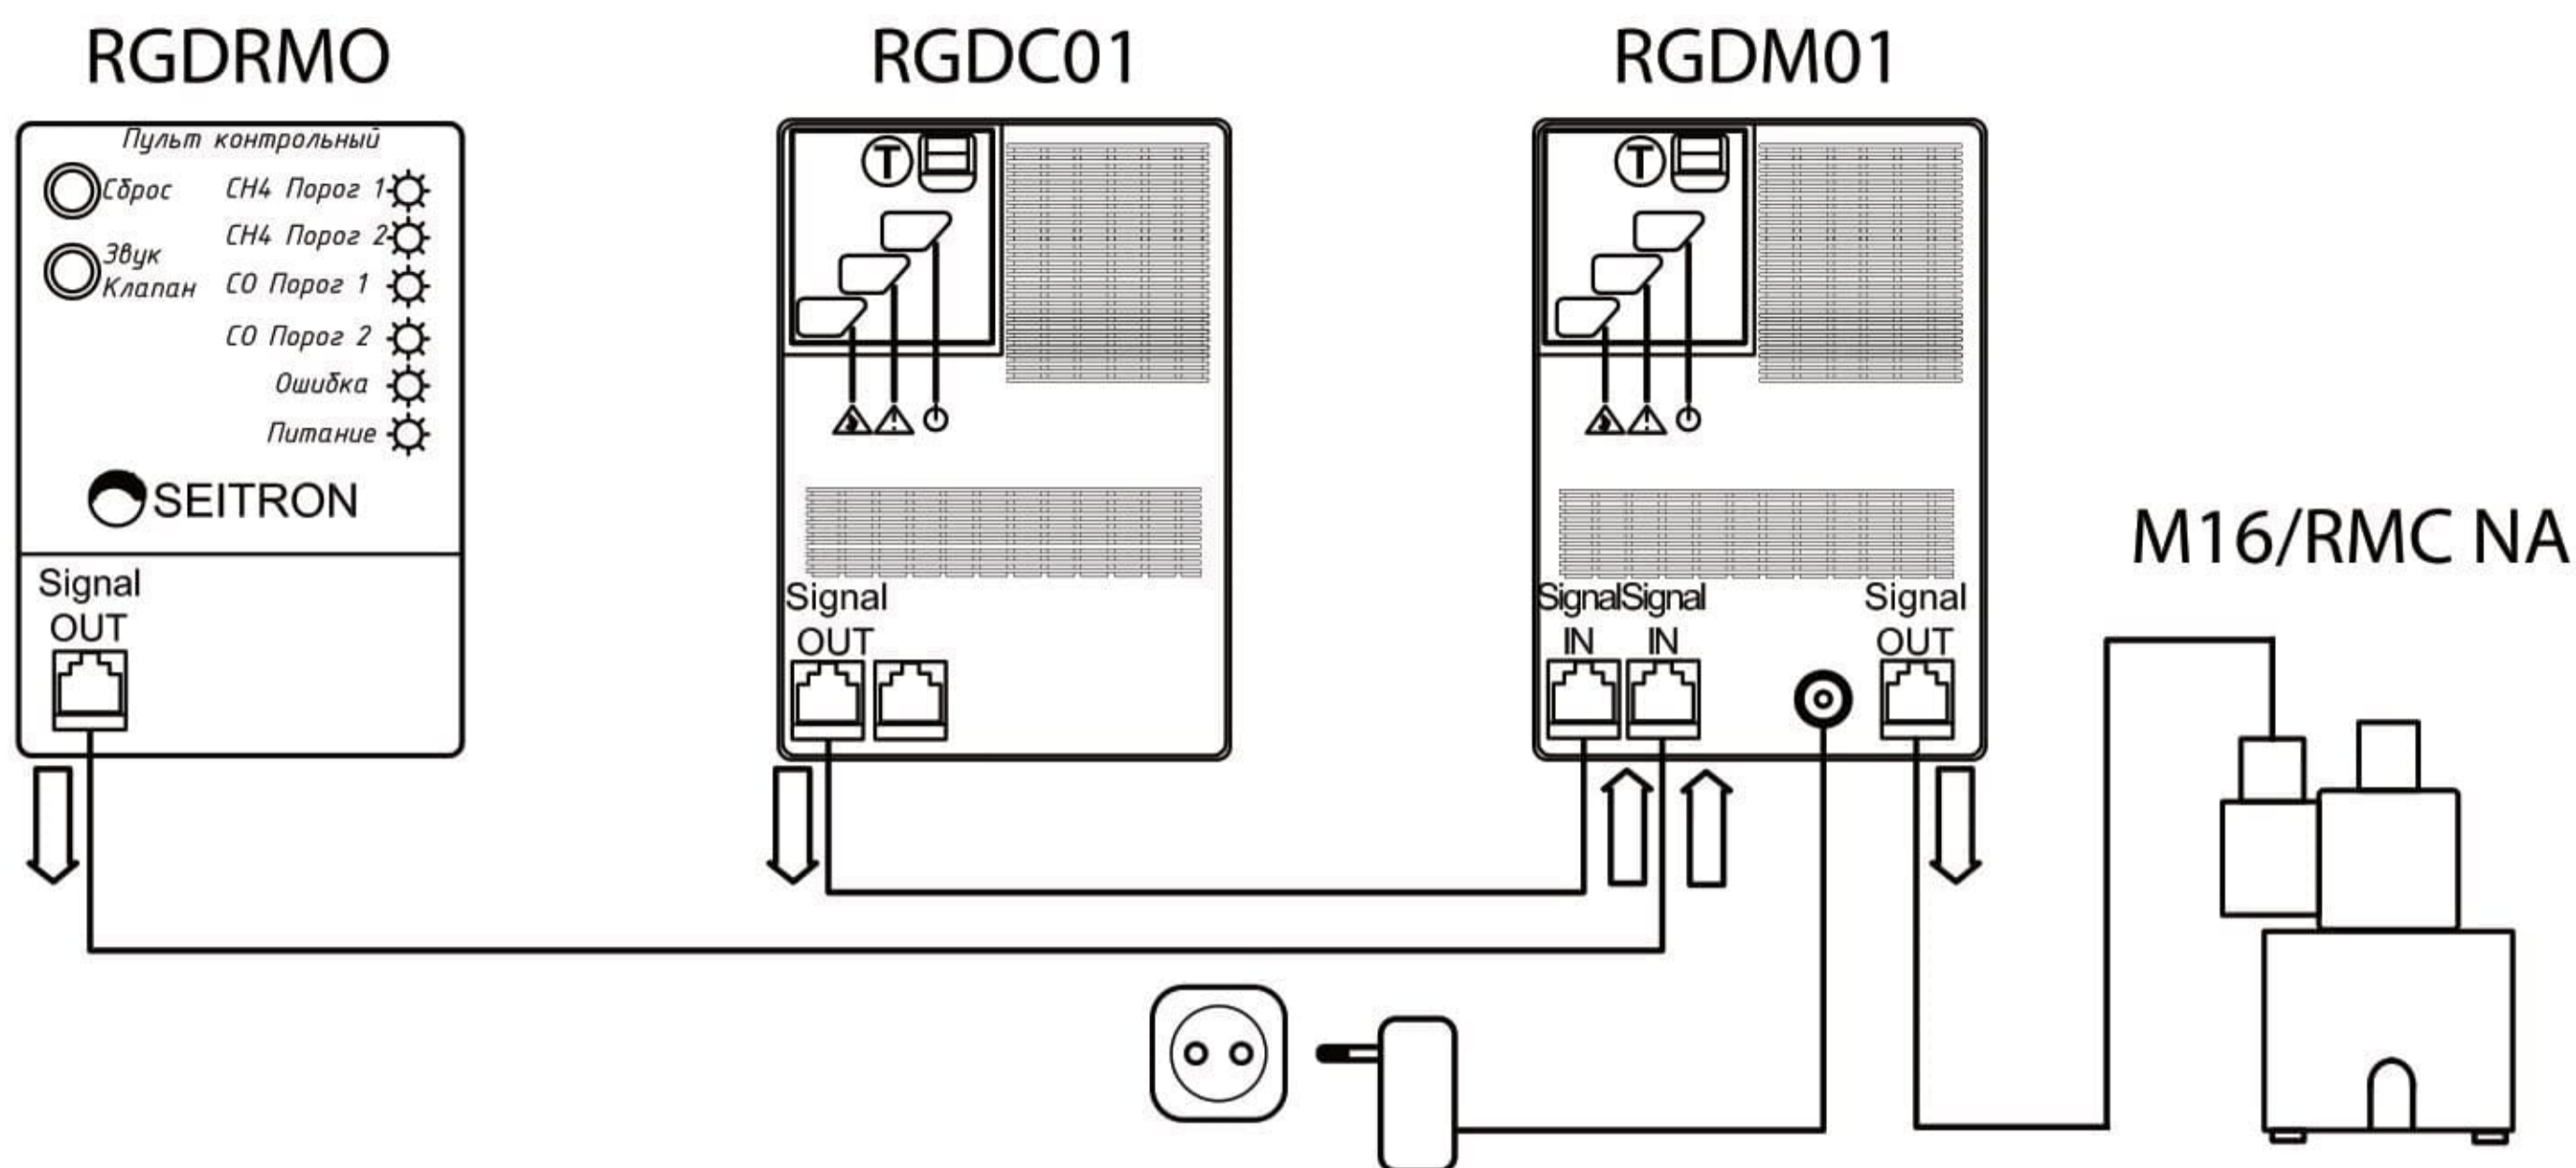 RGDRMO
Пульт контрольный
Сброс
Звук
Клапан
CH4 Порог 1
CH4 Порог 2
CO Порог 1
CO Порог 2
Ошибка
Питание
SEITRON
Signal
OUT
RGDC01
T
Signal
OUT
RGDM01
T
Signal Signal
IN IN
Signal
OUT
M16/RMC NA